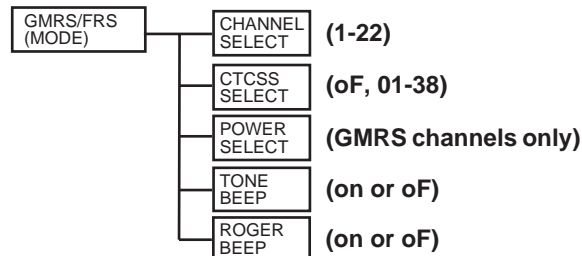 GMRS/FRS
(MODE)
CHANNEL
SELECT
(1-22)
CTCSS
SELECT
(oF, 01-38)
POWER
SELECT
(GMRS channels only)
TONE
BEEP
(on or oF)
ROGER
BEEP
(on or oF)